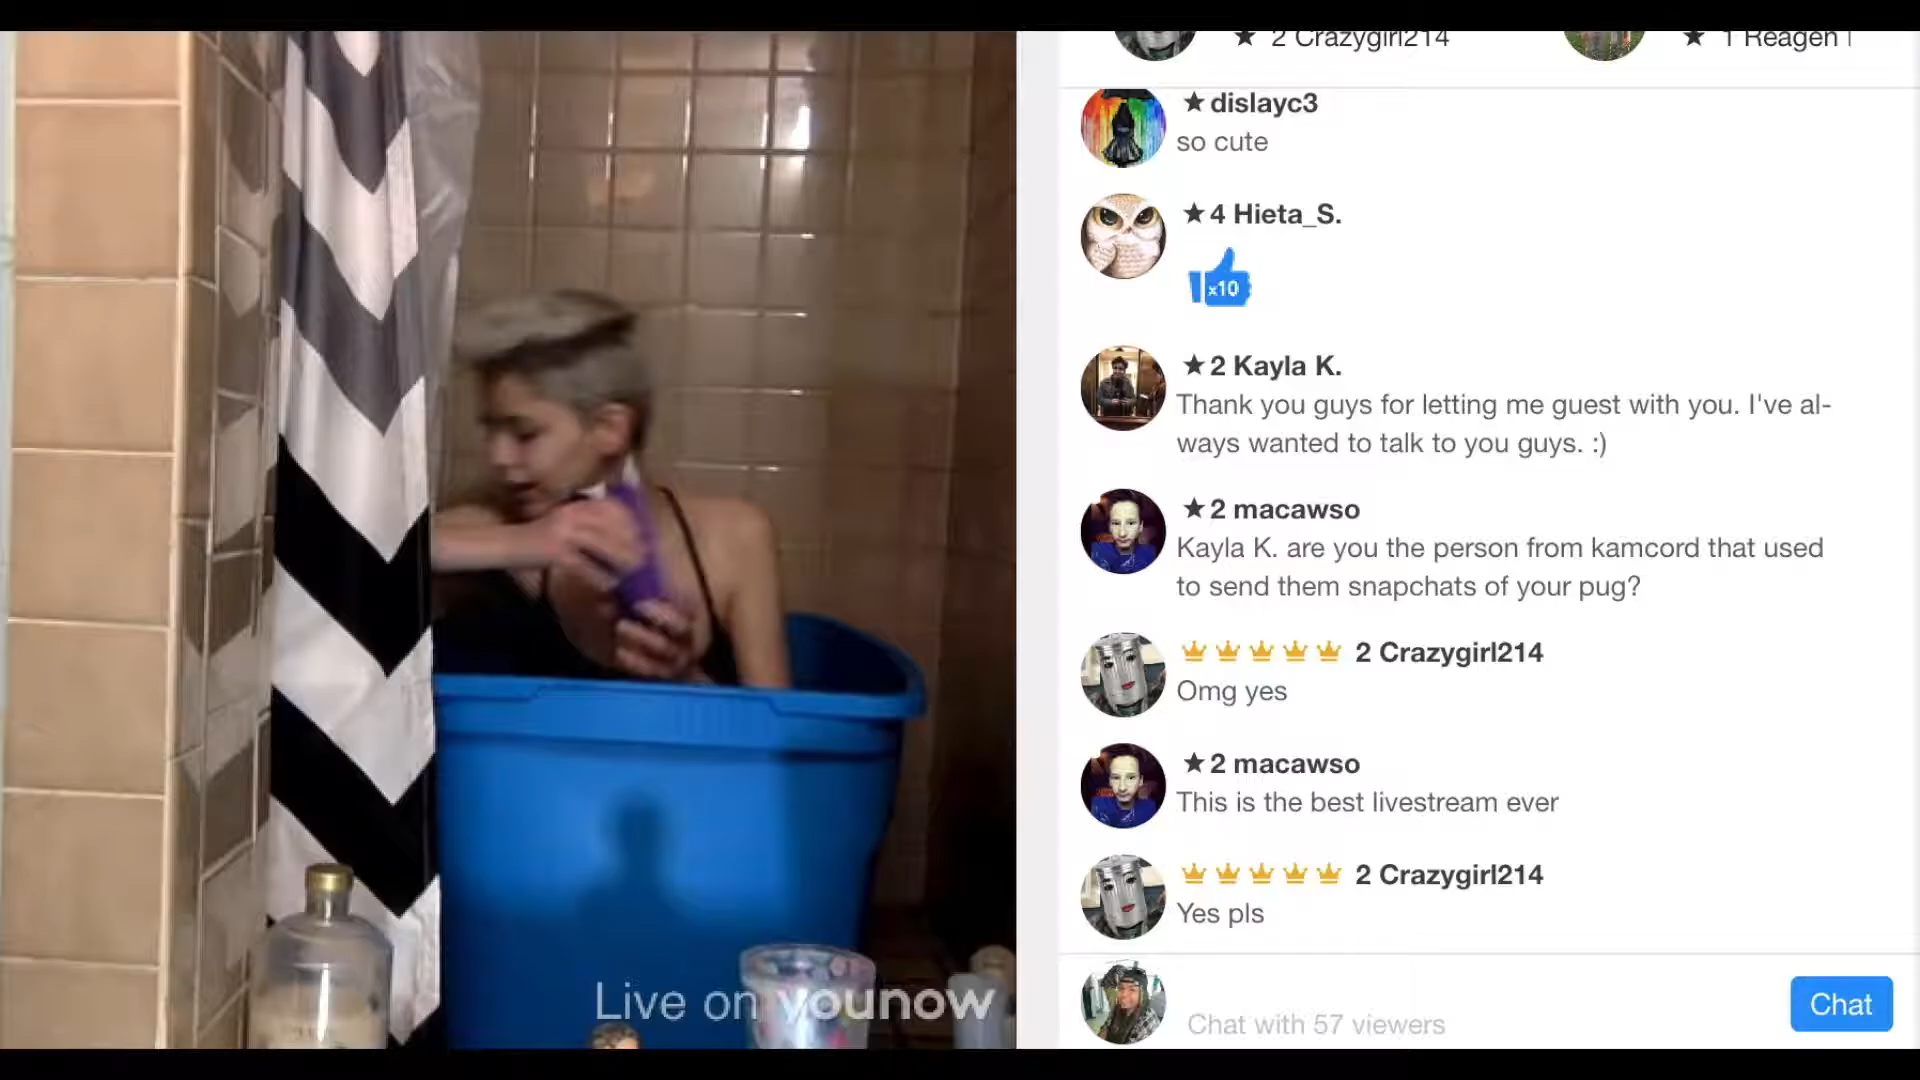 2 Crazygirl214
1 Reagen
dislayc3
so cute
4 Hieta_S.
x10
2 Kayla K.
Thank you guys for letting me guest with you. I've al-
ways wanted to talk to you guys. :)
2 macawso
Kayla K. are you the person from kamcord that used
to send them snapchats of your pug?
2 Crazygirl214
Omg yes
2 macawso
This is the best livestream ever
2 Crazygirl214
Yes pls
Live on younow
Chat with 57 viewers
Chat